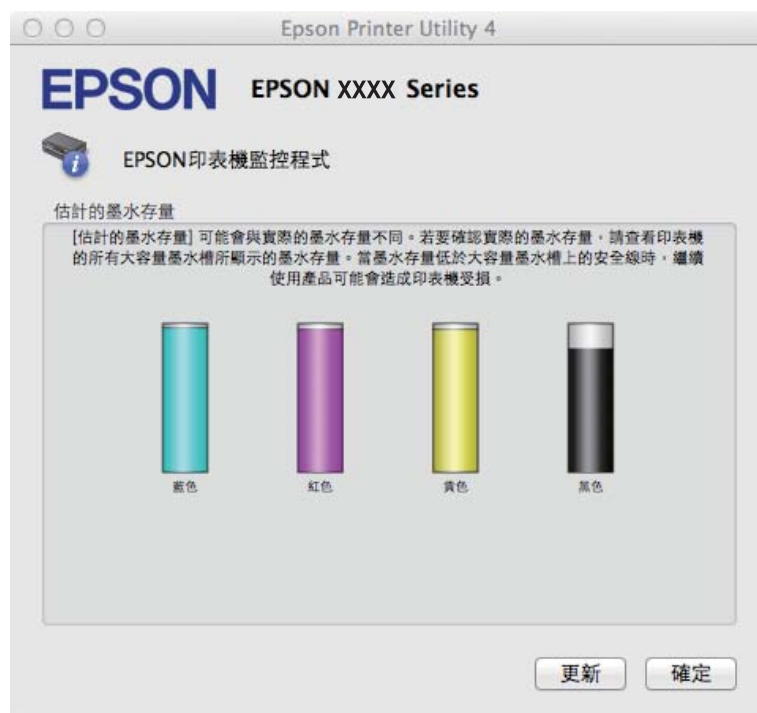 Epson Printer Utility 4
EPSON EPSON XXXX Series
EPSON印表機監控程式
估計的墨水存量
[估計的墨水存量] 可能會與實際的墨水存量不同。若要確認實際的墨水存量，請查看印表機
的所有大容量墨水槽所顯示的墨水存量。當墨水存量低於大容量墨水槽上的安全線時，繼續
使用產品可能會造成印表機受損。
藍色 紅色 黃色 黑色
更新 確定